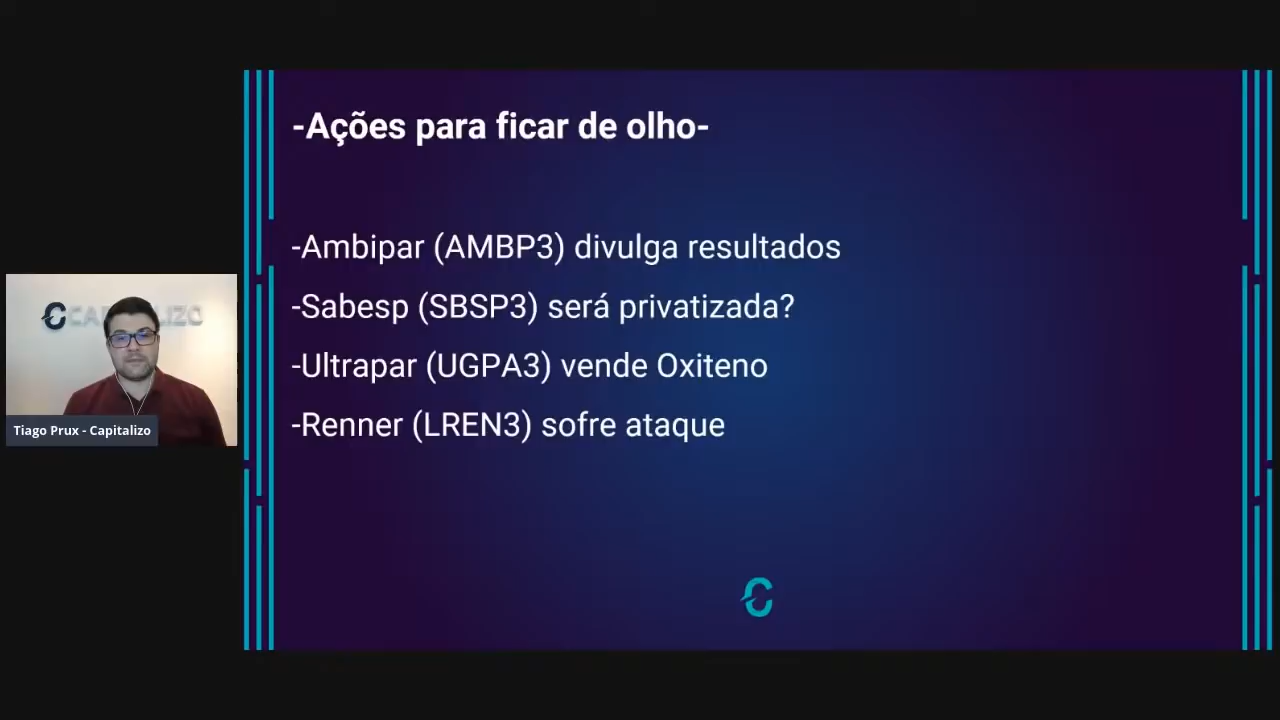 -Ações para ficar de olho-
-Ambipar (AMBP3) divulga resultados
-Sabesp (SBSP3) será privatizada?
-Ultrapar (UGPA3) vende Oxiteno
-Renner (LREN3) sofre ataque
CAPITALIZO
Tiago Prux - Capitalizo